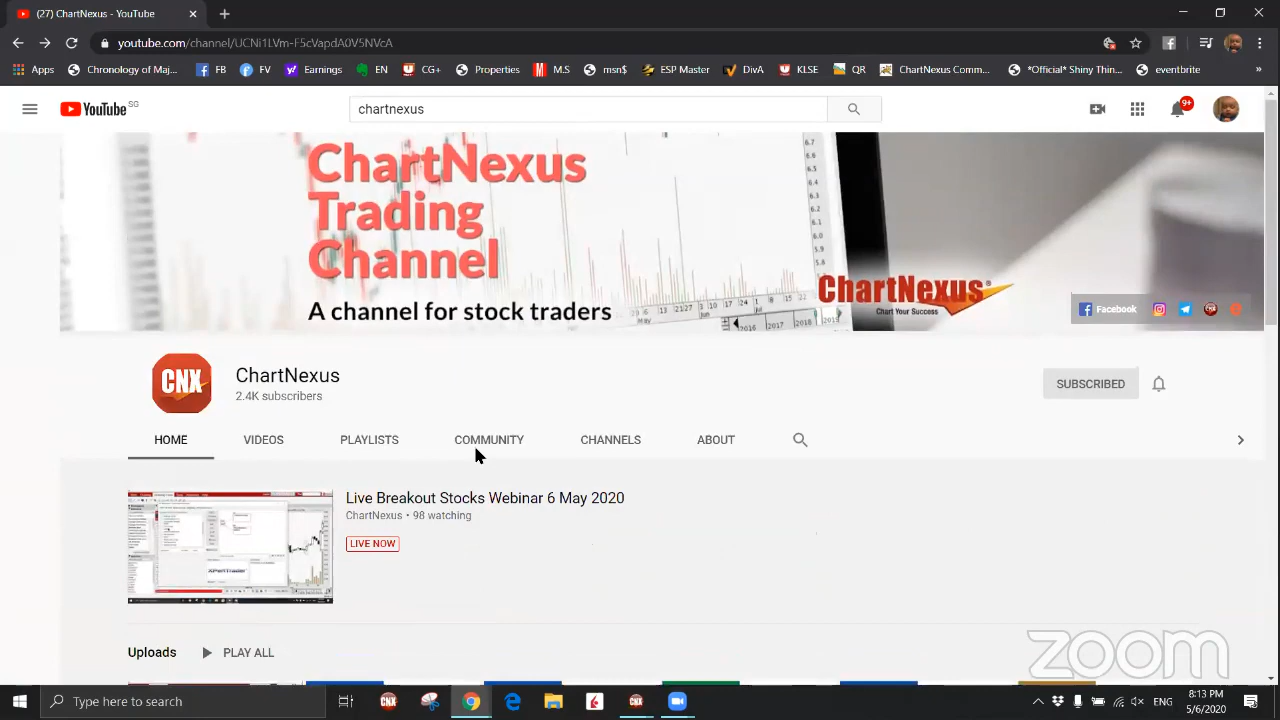 (27) ChartNexus - YouTube
youtube.com/channel/UCNi1LVm-F5cVapdA0V5NVcA
Apps
Chronology of Maj...
FB
FV
Earnings
EN
CG+
Properties
M.S.
msn$
ESP Master
DivA
KLSE
QR
ChartNexus Comm...
*Official* Shiny Thin...
eventbrite
»
YouTube SG
chartnexus
9+
ChartNexus
Trading
Channel
A channel for stock traders
ChartNexus®
Chart Your Success
Facebook
CNX
ChartNexus
2.4K subscribers
SUBSCRIBED
HOME
VIDEOS
PLAYLISTS
COMMUNITY
CHANNELS
ABOUT
Live Breakout Stocks Webinar 6 May 2020
ChartNexus • 98 watching
LIVE NOW
Uploads
PLAY ALL
zoom
Type here to search
ENG
8:13 PM
5/6/2020